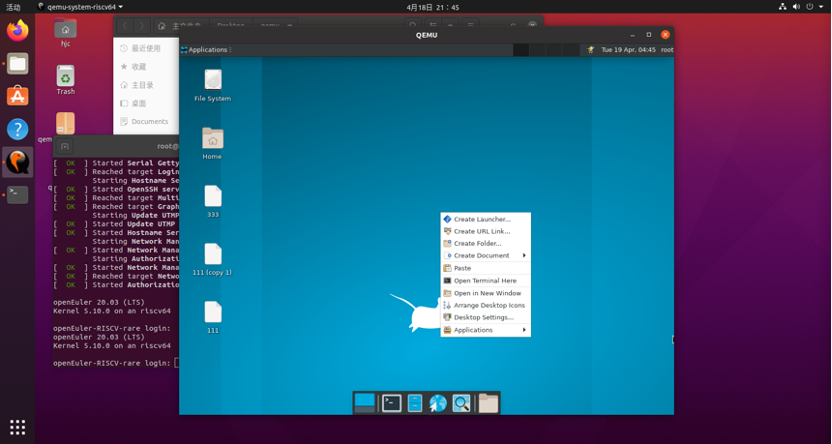 活动
qemu-system-riscv64
4月18日 21：45
hjc
Trash
qem
主文件夹
Desktop
qemu
最近使用
收藏
主目录
桌面
Documents
root@
[ OK ] Started Serial Getty
[ OK ] Reached target Login
Starting Hostname Se
[ OK ] Started OpenSSH serv
[ OK ] Reached target Multi
[ OK ] Reached target Graph
Starting Update UTMP
[ OK ] Started Update UTMP
[ OK ] Started Hostname Ser
Starting Network Man
[ OK ] Started Network Mana
Starting Authorizati
[ OK ] Started Network Mana
[ OK ] Reached target Netwo
[ OK ] Started Authorizatio
openEuler 20.03 (LTS)
Kernel 5.10.0 on an riscv64
openEuler-RISCV-rare login:
openEuler 20.03 (LTS)
Kernel 5.10.0 on an riscv64
openEuler-RISCV-rare login:
QEMU
Applications
Tue 19 Apr, 04:45
root
File System
Home
333
111 (copy 1)
111
Create Launcher...
Create URL Link...
Create Folder...
Create Document
Paste
Open Terminal Here
Open in New Window
Arrange Desktop Icons
Desktop Settings...
Applications